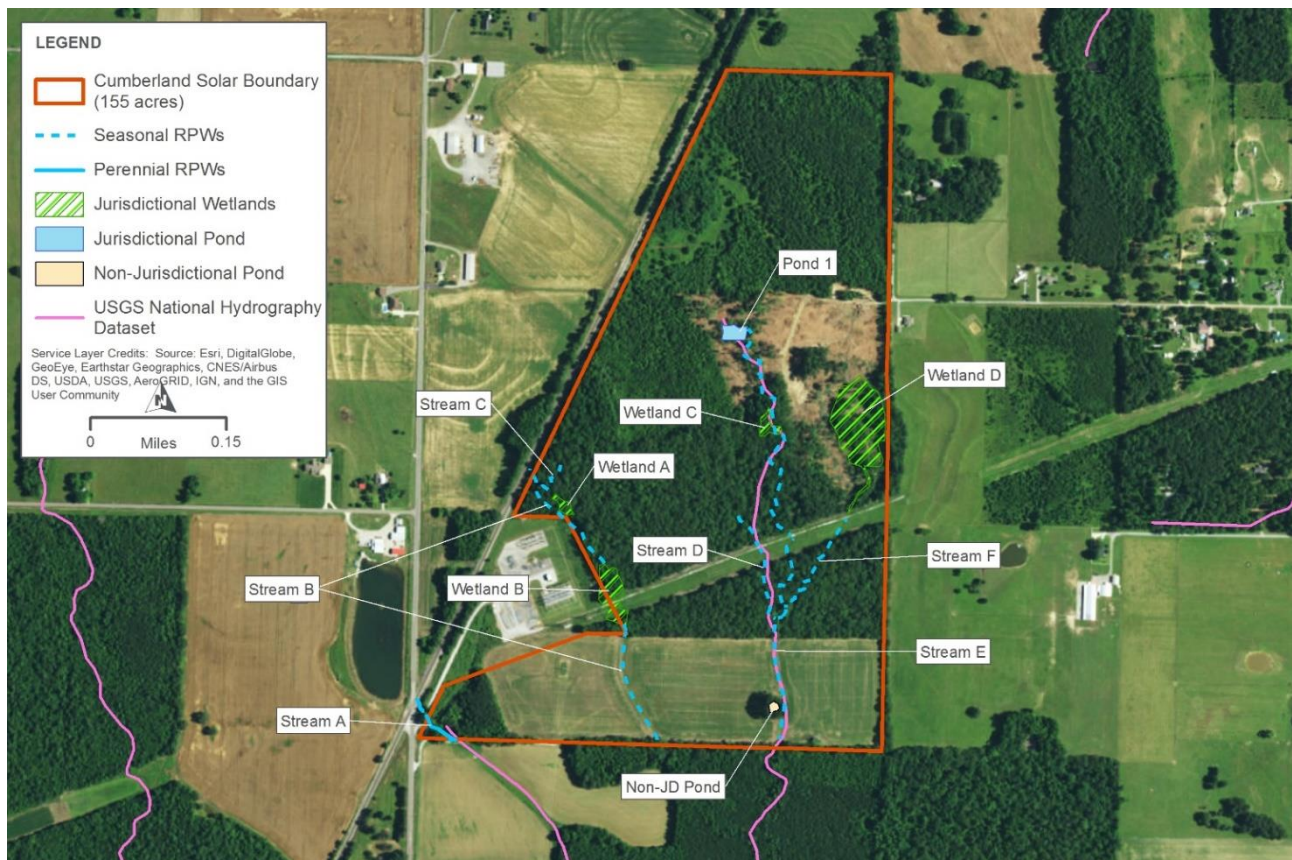 LEGEND
Cumberland Solar Boundary
(155 acres)
Seasonal RPWs
Perennial RPWs
Jurisdictional Wetlands
Jurisdictional Pond
Non-Jurisdictional Pond
USGS National Hydrography
Dataset
Service Layer Credits: Source: Esri, DigitalGlobe,
GeoEye, Earthstar Geographics, CNES/Airbus
DS, USDA, USGS, AeroGRID, IGN, and the GIS
User Community
N
0 0.15
Miles
Pond 1
Wetland D
Stream C
Wetland C
Wetland A
Stream D
Stream F
Stream B
Wetland B
Stream E
Stream A
Non-JD Pond